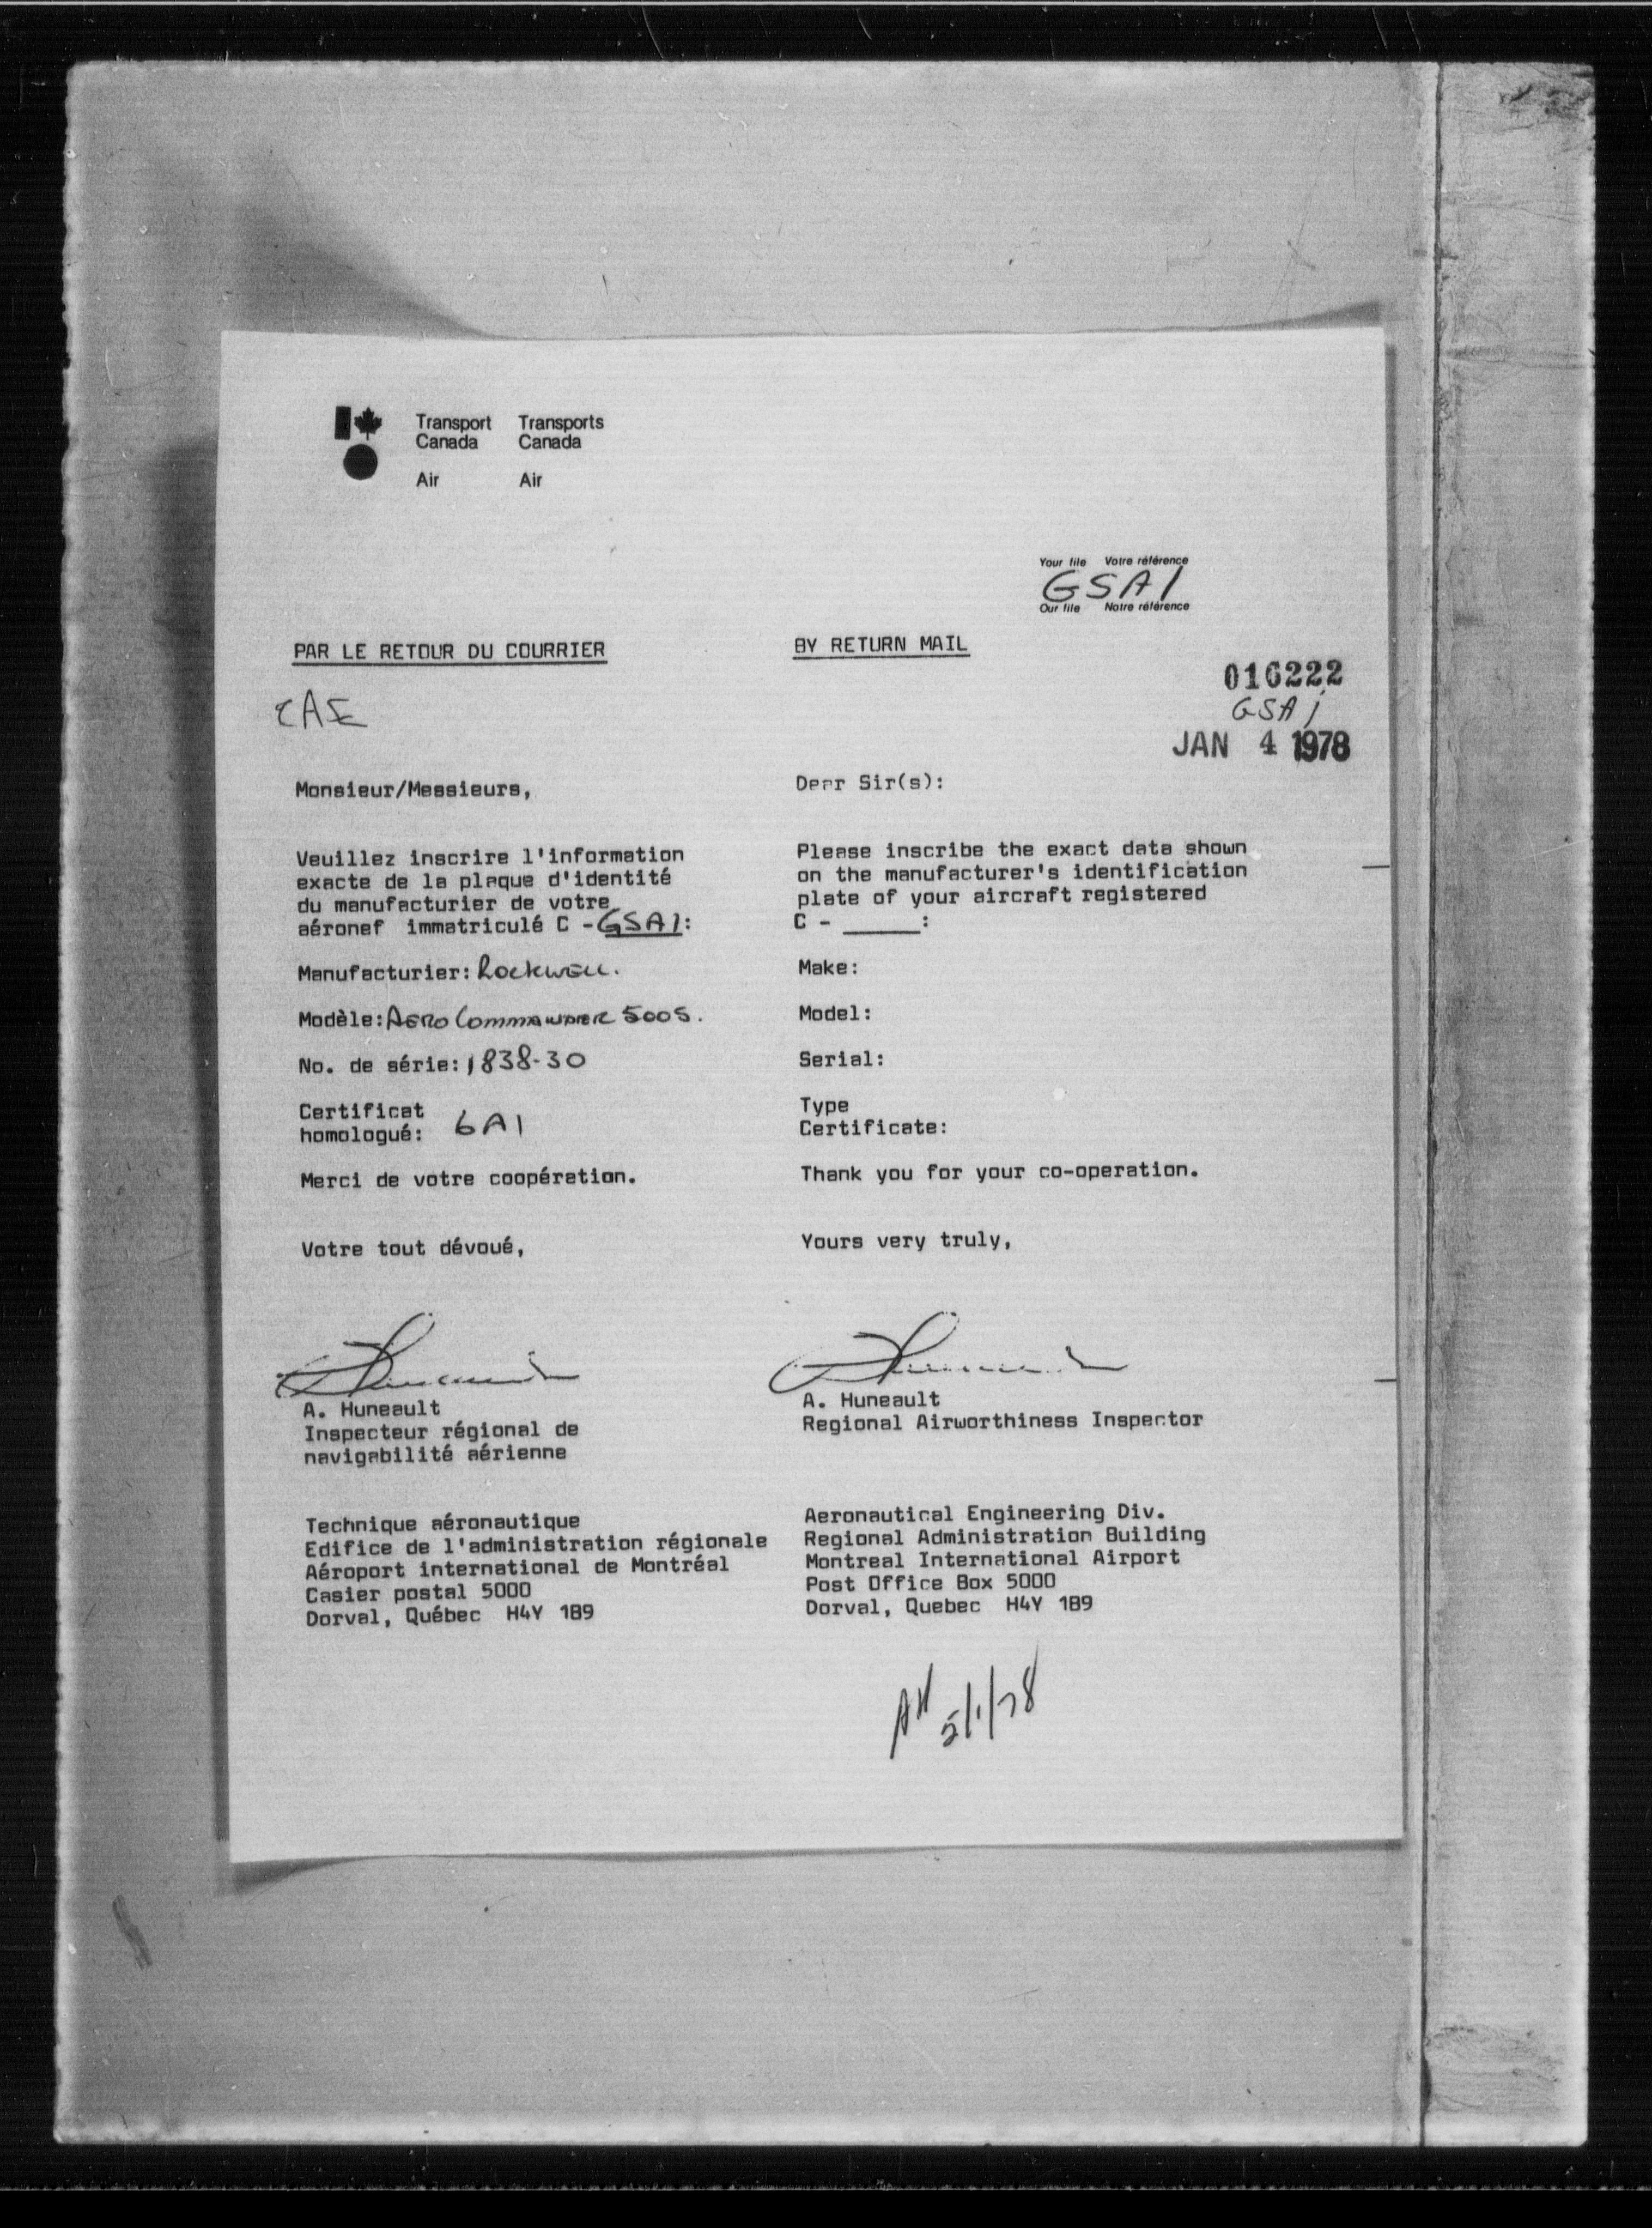 Transport Canada
Transports Canada
Air
Air
Your file Votre référence
GSAI
Our file Notre référence
PAR LE RETOUR DU COURRIER
CAE
Monsieur/Messieurs,
Veuillez inscrire l'information
exacte de la plaque d'identité
du manufacturier de votre
aéronef immatriculé C - GSAI:
Manufacturier: Rockwell.
Modèle: Aero Commander 500S.
No. de série: 1838-30
Certificat
homologué: 6A1
Merci de votre coopération.
Votre tout dévoué,
A. Huneault
Inspecteur régional de
navigabilité aérienne
Technique aéronautique
Edifice de l'administration régionale
Aéroport international de Montréal
Casier postal 5000
Dorval, Québec H4Y 1B9
BY RETURN MAIL
016222
GSAI
JAN 4 1978
Dear Sir(s):
Please inscribe the exact data shown
on the manufacturer's identification
plate of your aircraft registered
C - ______:
Make:
Model:
Serial:
Type
Certificate:
Thank you for your co-operation.
Yours very truly,
A. Huneault
Regional Airworthiness Inspector
Aeronautical Engineering Div.
Regional Administration Building
Montreal International Airport
Post Office Box 5000
Dorval, Quebec H4Y 1B9
AH 5/1/78